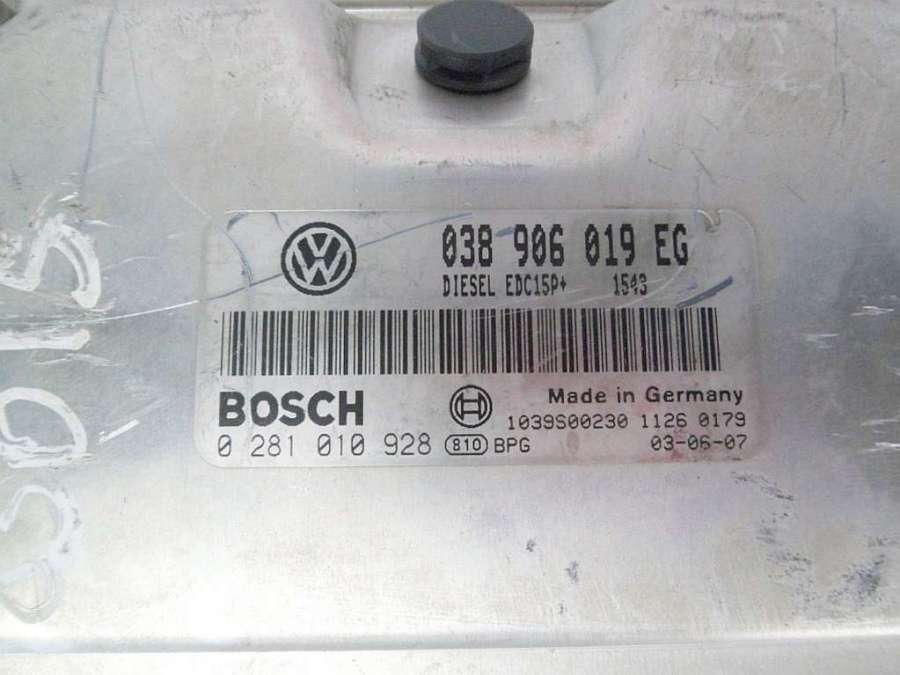 038 906 019 EG
DIESEL EDC15P+ 1543
BOSCH
Made in Germany
1039S00230 1126 0179
0 281 010 928 810 BPG 03-06-07